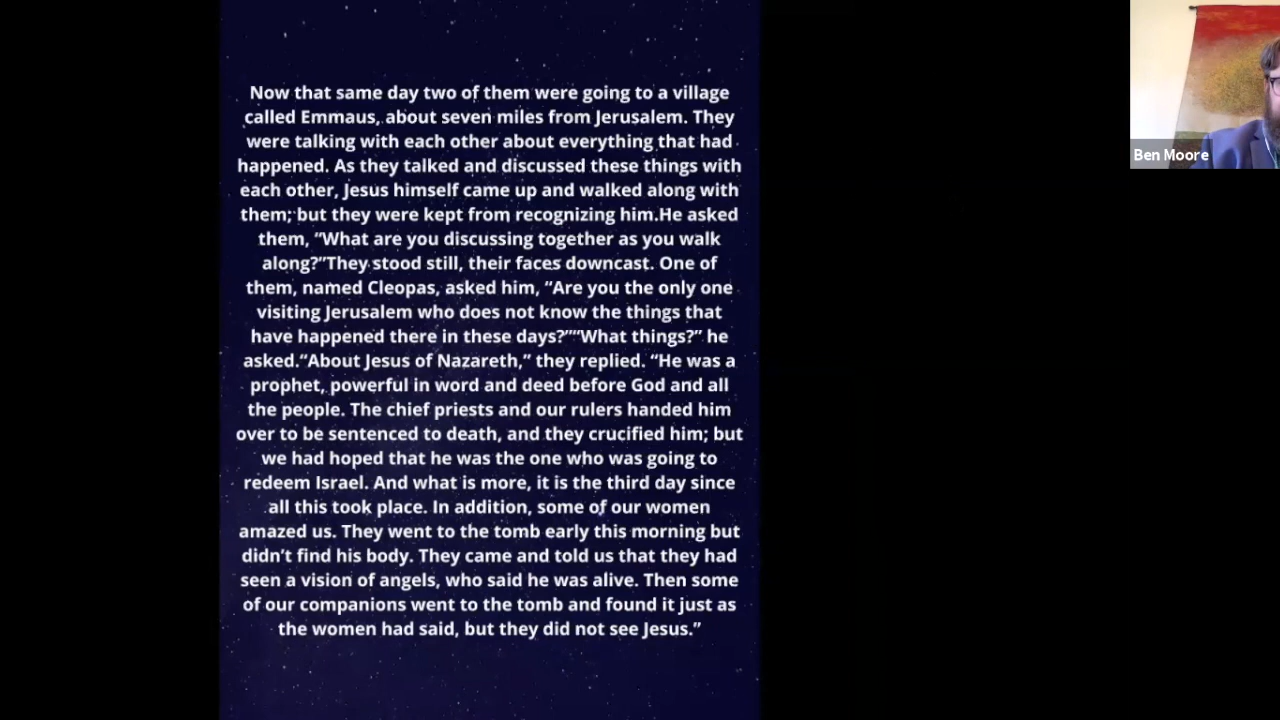 Now that same day two of them were going to a village
called Emmaus, about seven miles from Jerusalem. They
were talking with each other about everything that had
happened. As they talked and discussed these things with
each other, Jesus himself came up and walked along with
them; but they were kept from recognizing him.He asked
them, “What are you discussing together as you walk
along?”They stood still, their faces downcast. One of
them, named Cleopas, asked him, “Are you the only one
visiting Jerusalem who does not know the things that
have happened there in these days?”“What things?” he
asked.“About Jesus of Nazareth,” they replied. “He was a
prophet, powerful in word and deed before God and all
the people. The chief priests and our rulers handed him
over to be sentenced to death, and they crucified him; but
we had hoped that he was the one who was going to
redeem Israel. And what is more, it is the third day since
all this took place. In addition, some of our women
amazed us. They went to the tomb early this morning but
didn’t find his body. They came and told us that they had
seen a vision of angels, who said he was alive. Then some
of our companions went to the tomb and found it just as
the women had said, but they did not see Jesus.”
Ben Moore